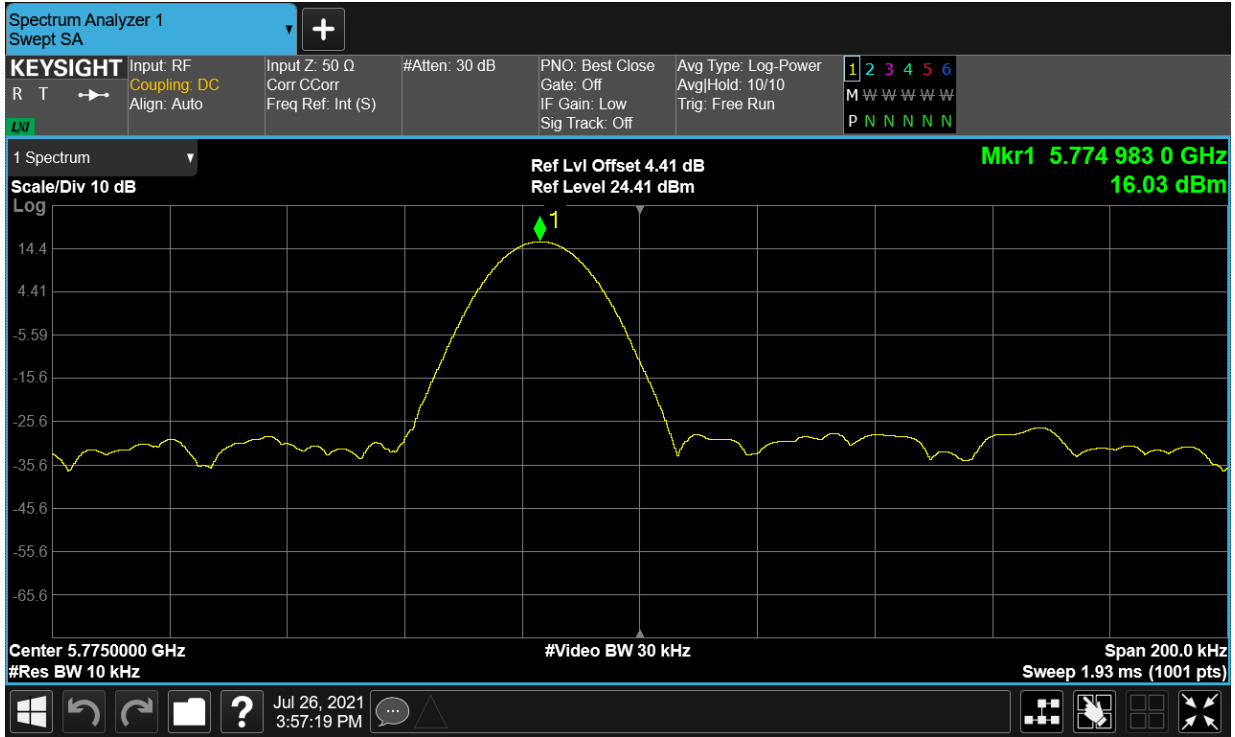 Spectrum Analyzer 1
Swept SA
KEYSIGHT
R T
LXI
Input: RF
Coupling: DC
Align: Auto
Input Z: 50 Ω
Corr CCorr
Freq Ref: Int (S)
#Atten: 30 dB
PNO: Best Close
Gate: Off
IF Gain: Low
Sig Track: Off
Avg Type: Log-Power
Avg|Hold: 10/10
Trig: Free Run
1 2 3 4 5 6
M W W W W W
P N N N N N
1 Spectrum
Scale/Div 10 dB
Log
Ref Lvl Offset 4.41 dB
Ref Level 24.41 dBm
Mkr1 5.774 983 0 GHz
16.03 dBm
1
14.4
4.41
-5.59
-15.6
-25.6
-35.6
-45.6
-55.6
-65.6
Center 5.7750000 GHz
#Res BW 10 kHz
#Video BW 30 kHz
Span 200.0 kHz
Sweep 1.93 ms (1001 pts)
?
Jul 26, 2021
3:57:19 PM